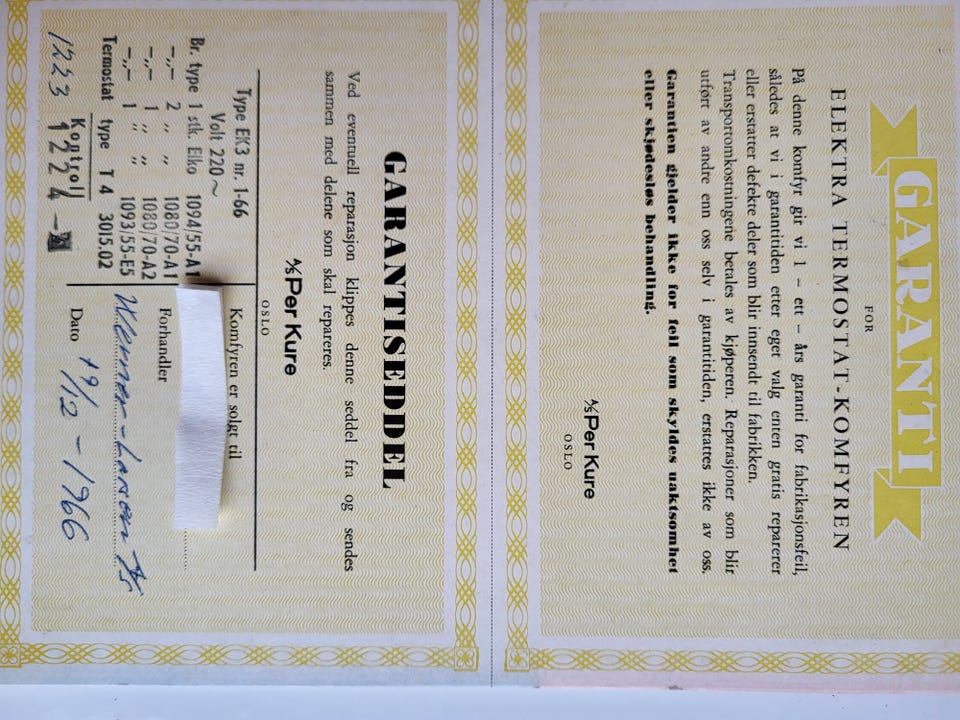 GARANTI
FOR
ELEKTRA TERMOSTAT-KOMFYREN
På denne komfyr gir vi 1 - ett - års garanti for fabrikasjonsfeil,
således at vi i garantitiden etter eget valg enten gratis reparerer
eller erstatter defekte deler som blir innsendt til fabrikken.
Transportomkostningene betales av kjøperen. Reparasjoner som blir
utført av andre enn oss selv i garantitiden, erstattes ikke av oss.
Garantien gjelder ikke for feil som skyldes uaktsomhet
eller skjødesløs behandling.
A/S Per Kure
OSLO
GARANTISEDDEL
Ved eventuell reparasjon klippes denne seddel fra og sendes
sammen med delene som skal repareres.
A/S Per Kure
OSLO
Type EK3 nr. 1-66
Volt 220~
Br. type 1 stk. Elko 1094/55-A1
-,,- 2 ,, 1080/70-A1
-,,- 1 ,, 1080/70-A2
-,,- 1 ,, 1093/55-E5
Termostat type T 4 3015.02
Kontroll
1223 1224 -
Komfyren er solgt til
Forhandler
Werner-Larsen A/S
Dato 19/12 - 1966